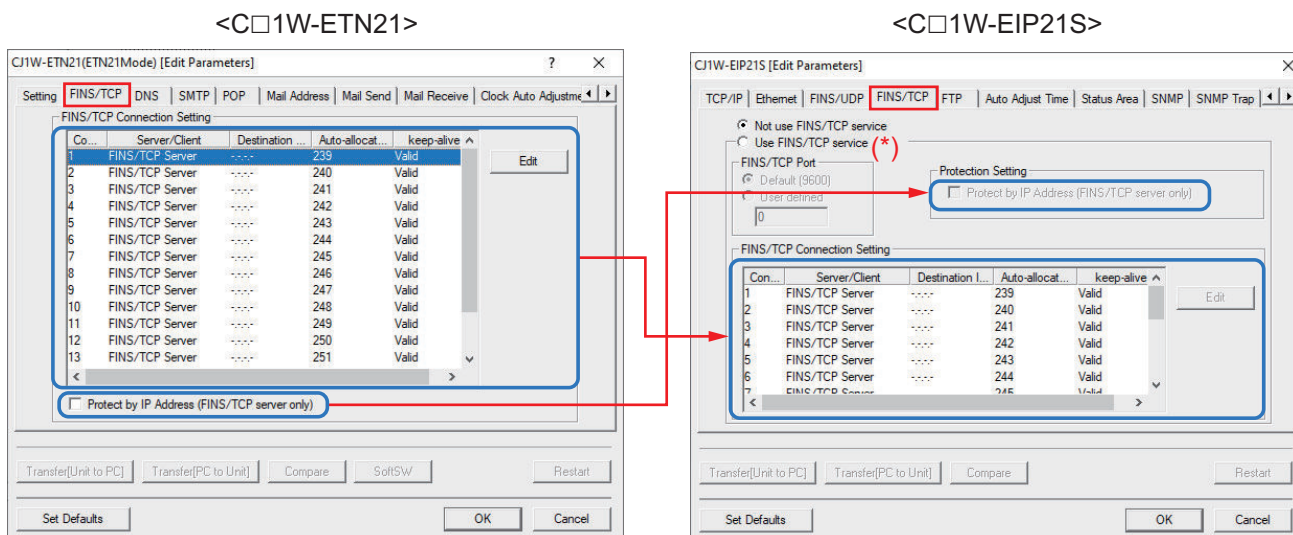 <C□1W-ETN21>
CJ1W-ETN21(ETN21Mode) [Edit Parameters] ? ×
Setting FINS/TCP DNS SMTP POP Mail Address Mail Send Mail Receive Clock Auto Adjustme
FINS/TCP Connection Setting
Co... Server/Client Destination ... Auto-allocat... keep-alive
1 FINS/TCP Server -.-.-.- 239 Valid
2 FINS/TCP Server -.-.-.- 240 Valid
3 FINS/TCP Server -.-.-.- 241 Valid
4 FINS/TCP Server -.-.-.- 242 Valid
5 FINS/TCP Server -.-.-.- 243 Valid
6 FINS/TCP Server -.-.-.- 244 Valid
7 FINS/TCP Server -.-.-.- 245 Valid
8 FINS/TCP Server -.-.-.- 246 Valid
9 FINS/TCP Server -.-.-.- 247 Valid
10 FINS/TCP Server -.-.-.- 248 Valid
11 FINS/TCP Server -.-.-.- 249 Valid
12 FINS/TCP Server -.-.-.- 250 Valid
13 FINS/TCP Server -.-.-.- 251 Valid
Edit
Protect by IP Address (FINS/TCP server only)
Transfer[Unit to PC] Transfer[PC to Unit] Compare SoftSW Restart
Set Defaults OK Cancel
<C□1W-EIP21S>
CJ1W-EIP21S [Edit Parameters] ×
TCP/IP Ethernet FINS/UDP FINS/TCP FTP Auto Adjust Time Status Area SNMP SNMP Trap
Not use FINS/TCP service
Use FINS/TCP service (*)
FINS/TCP Port
Default (9600)
User defined
0
Protection Setting
Protect by IP Address (FINS/TCP server only)
FINS/TCP Connection Setting
Con... Server/Client Destination I... Auto-allocat... keep-alive
1 FINS/TCP Server -.-.-.- 239 Valid
2 FINS/TCP Server -.-.-.- 240 Valid
3 FINS/TCP Server -.-.-.- 241 Valid
4 FINS/TCP Server -.-.-.- 242 Valid
5 FINS/TCP Server -.-.-.- 243 Valid
6 FINS/TCP Server -.-.-.- 244 Valid
7 FINS/TCP Server -.-.-.- 245 Valid
Edit
Transfer[Unit to PC] Transfer[PC to Unit] Compare Restart
Set Defaults OK Cancel